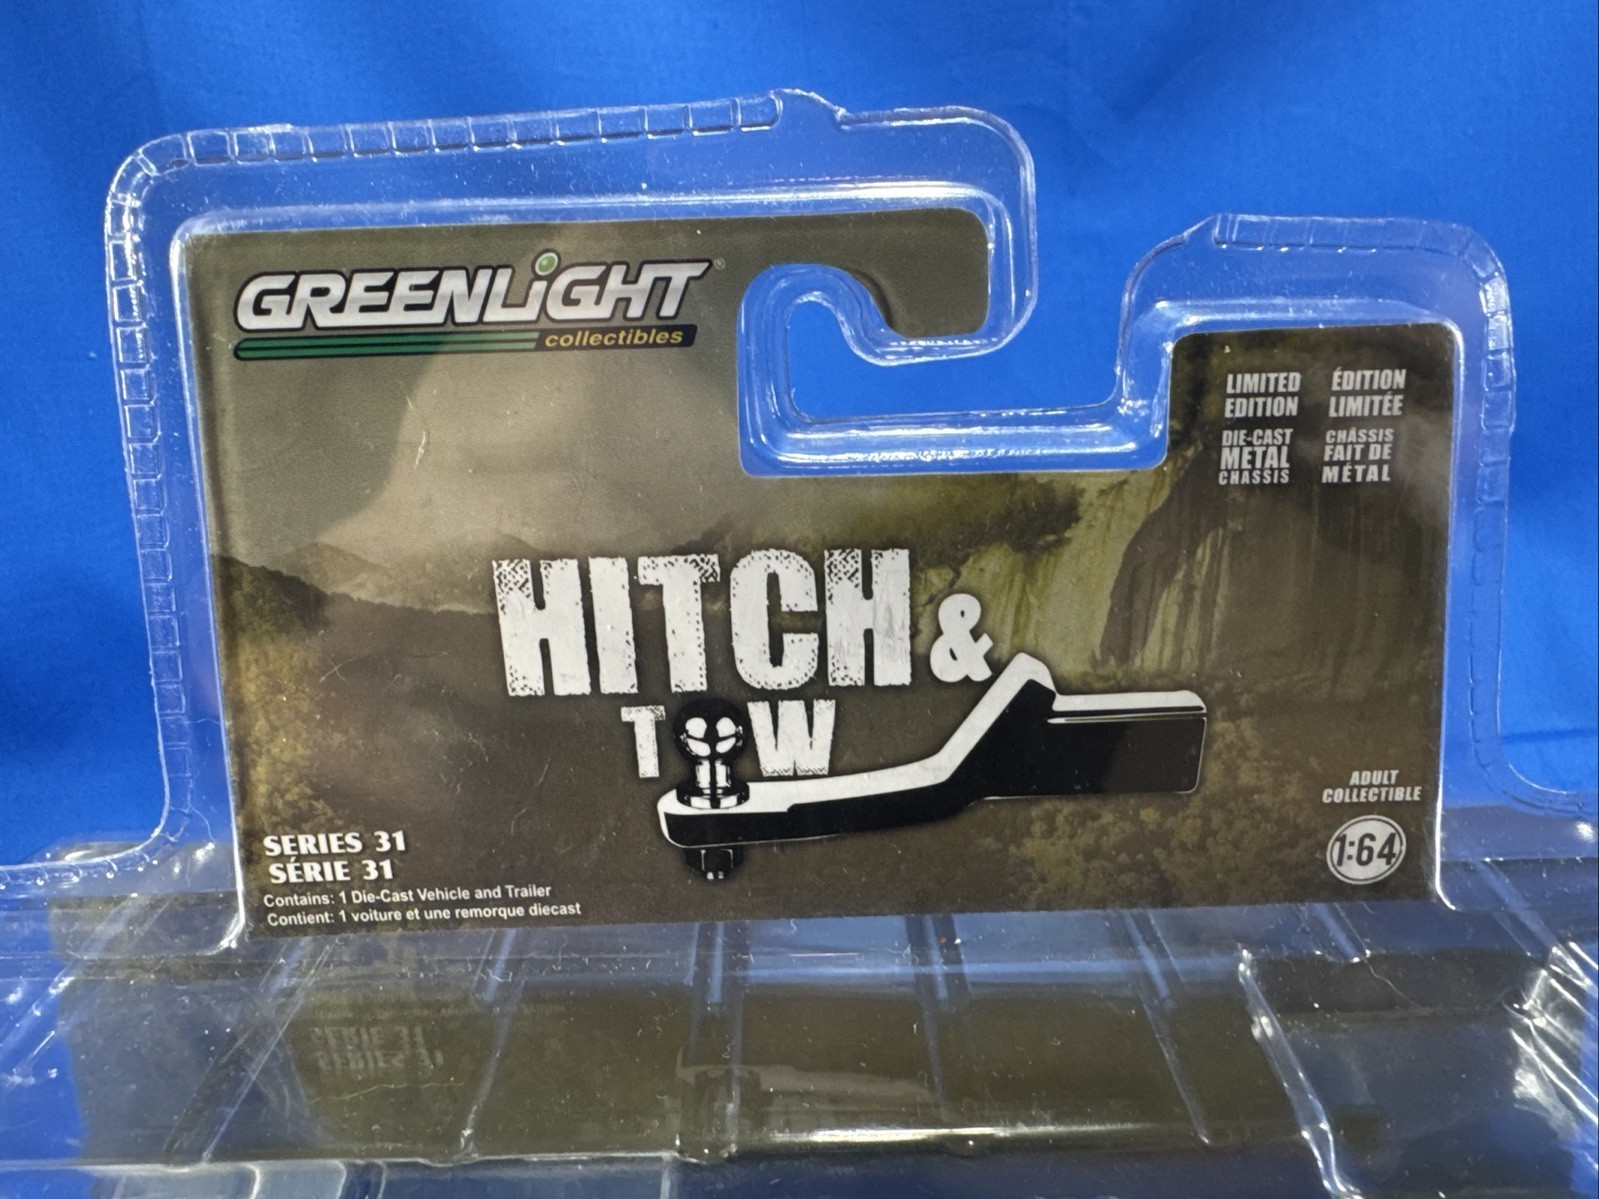 GREENLiGHT®
collectibles
LIMITED EDITION
ÉDITION LIMITÉE
DIE-CAST METAL CHASSIS
CHÂSSIS FAIT DE MÉTAL
HITCH &
TOW
SERIES 31
SÉRIE 31
Contains: 1 Die-Cast Vehicle and Trailer
Contient: 1 voiture et une remorque diecast
ADULT
COLLECTIBLE
1:64